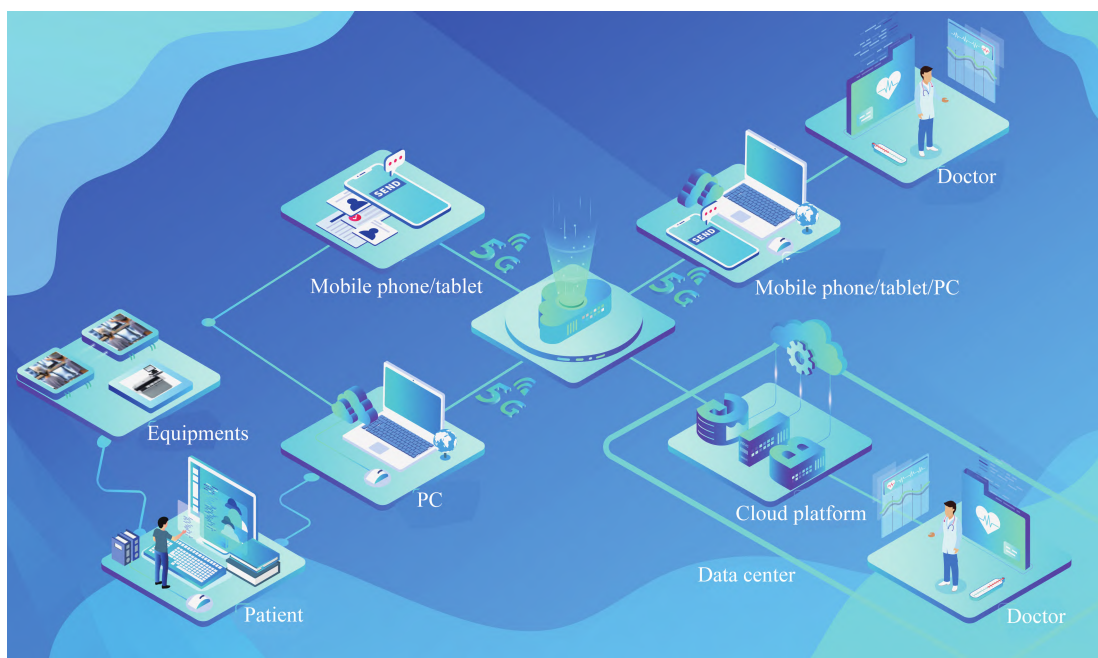 Doctor
SEND
5G
Mobile phone/tablet
SEND
5G
Mobile phone/tablet/PC
Equipments
5G
PC
Cloud platform
Data center
Patient
Doctor